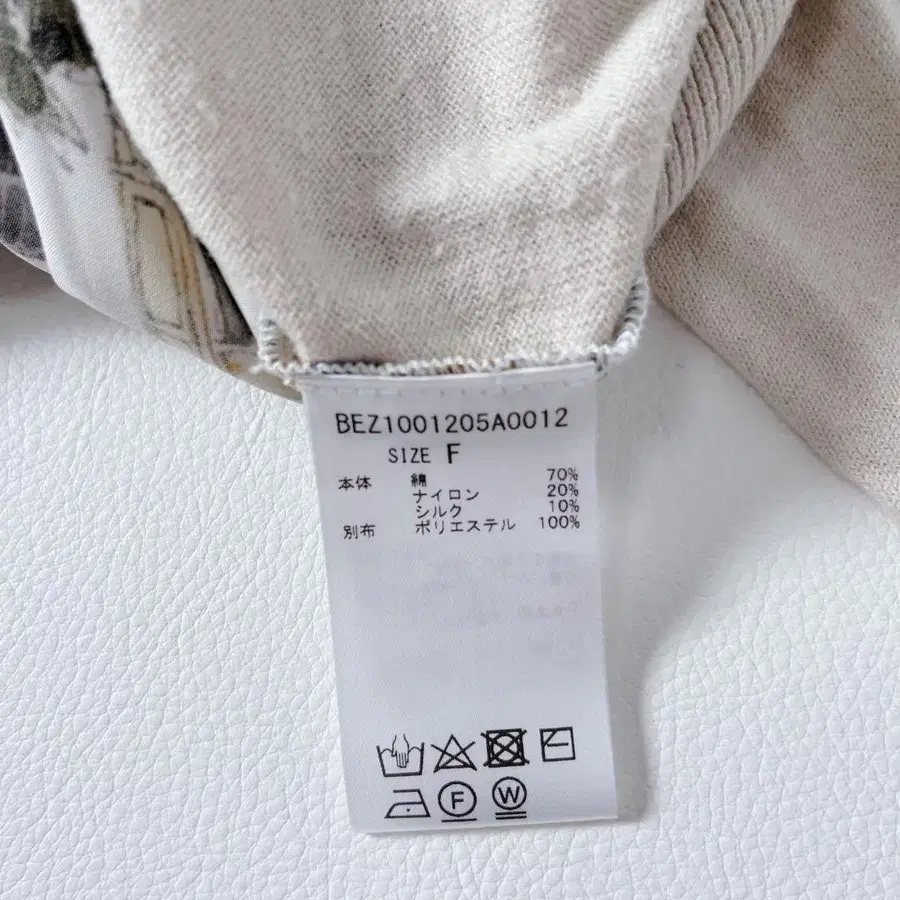 BEZ1001205A0012
SIZE F
本体 綿 70%
ナイロン 20%
シルク 10%
別布 ポリエステル 100%
F W